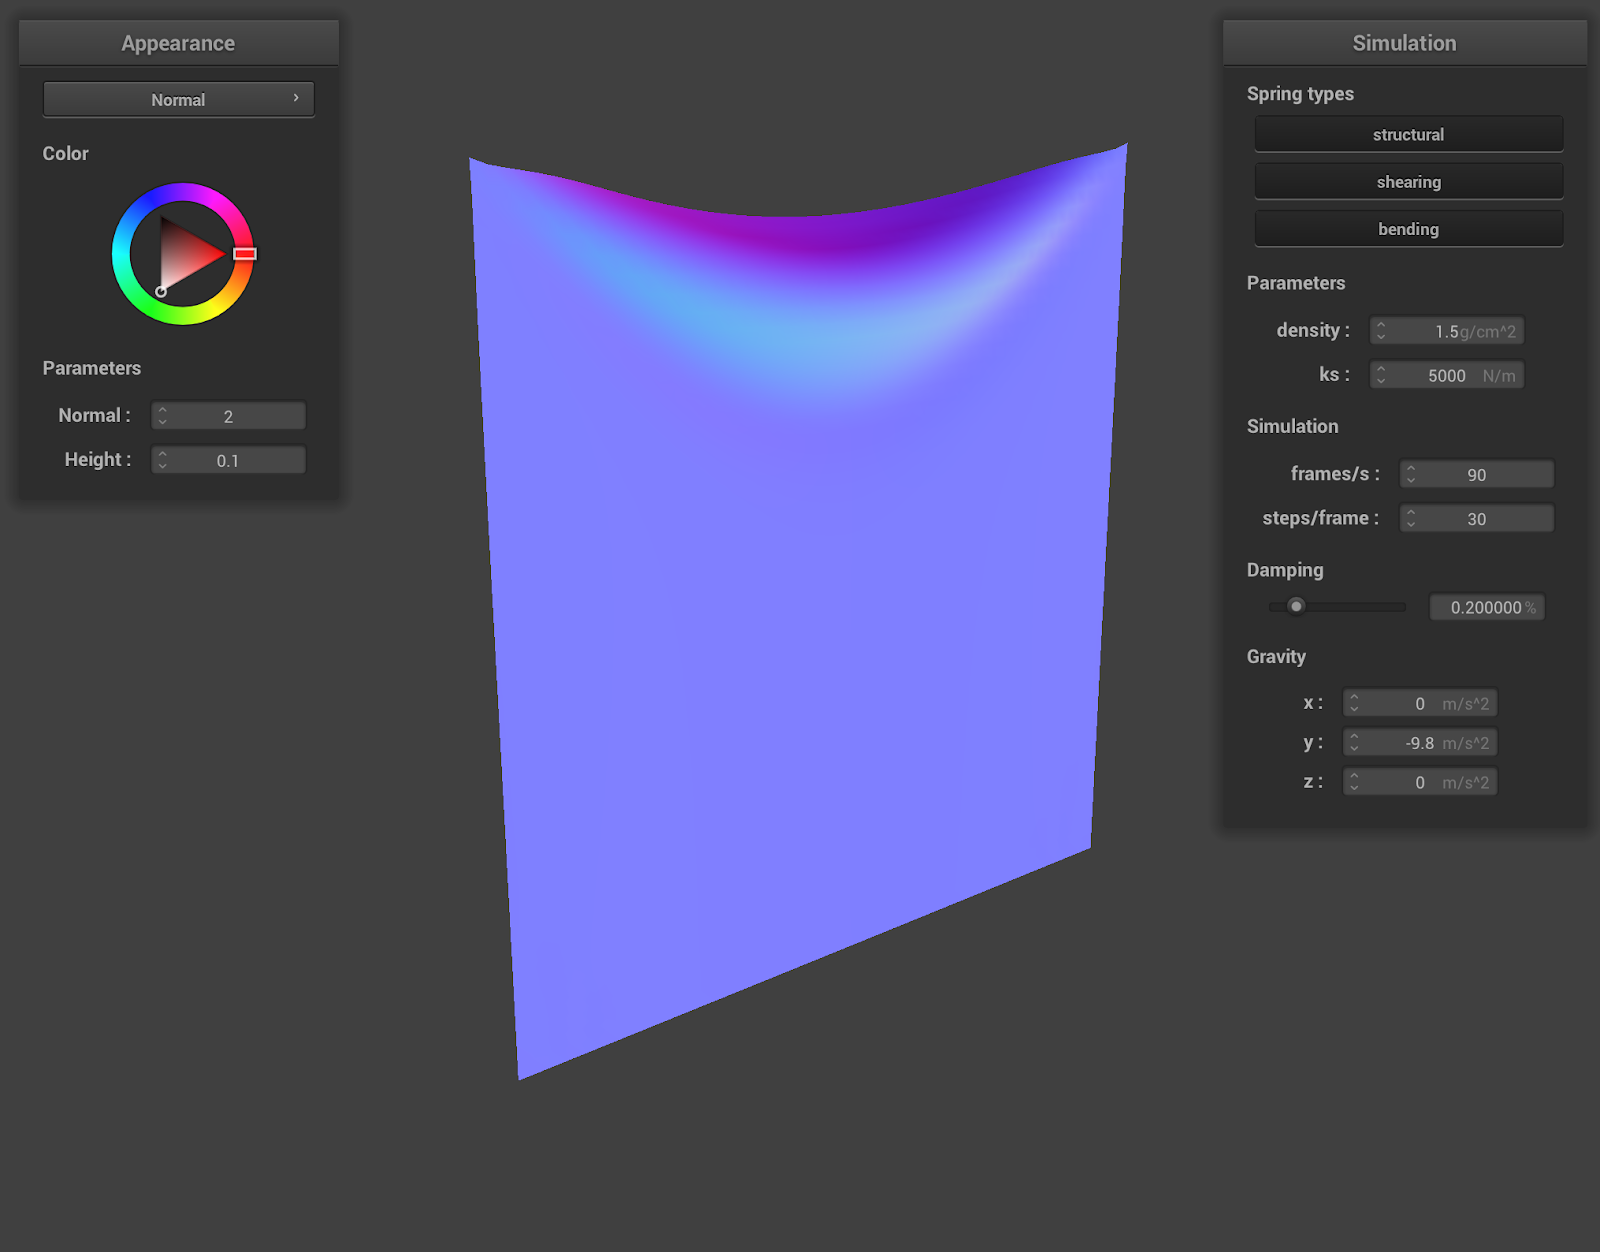 Appearance
Normal ›
Color
Parameters
Normal : 2
Height : 0.1
Simulation
Spring types
structural
shearing
bending
Parameters
density : 1.5 g/cm^2
ks : 5000 N/m
Simulation
frames/s : 90
steps/frame : 30
Damping
0.200000 %
Gravity
x : 0 m/s^2
y : -9.8 m/s^2
z : 0 m/s^2